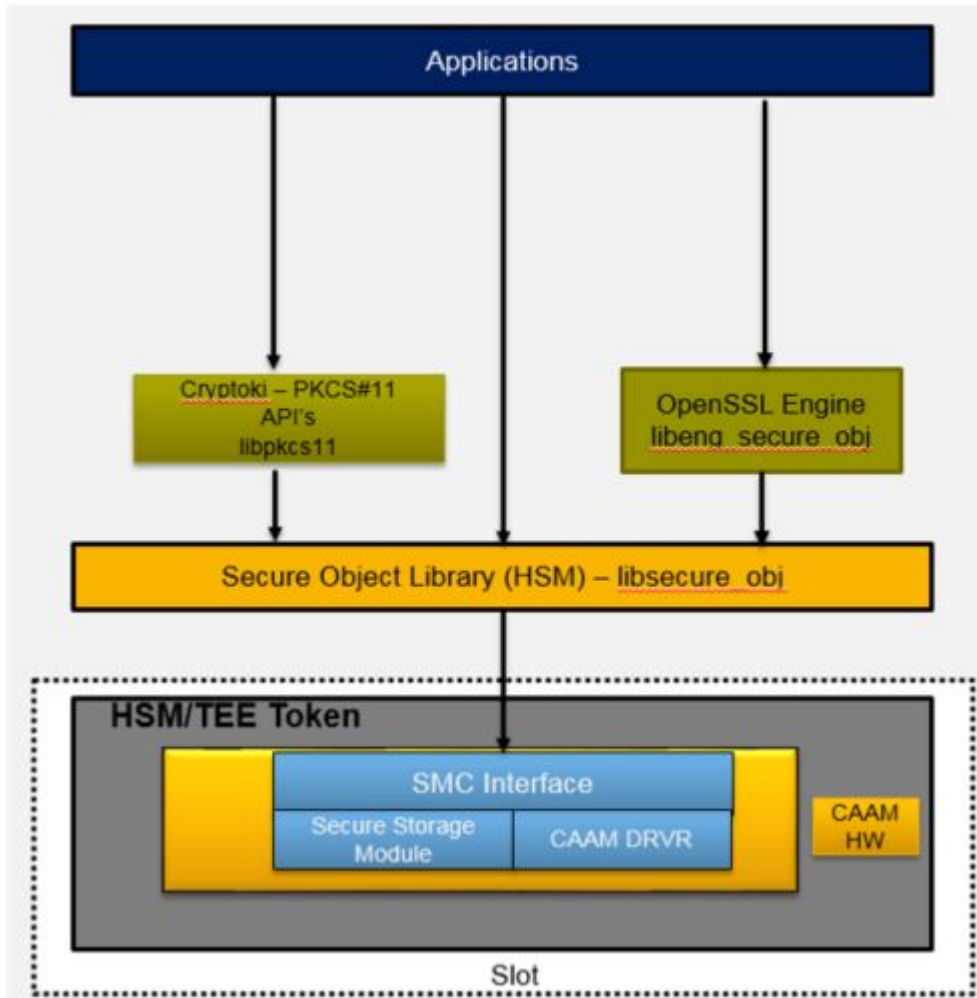 Applications
Cryptoki – PKCS#11
API's
libpkcs11
OpenSSL Engine
libeng_secure_obj
Secure Object Library (HSM) – libsecure_obj
HSM/TEE Token
SMC Interface
Secure Storage
Module
CAAM DRVR
CAAM
HW
Slot